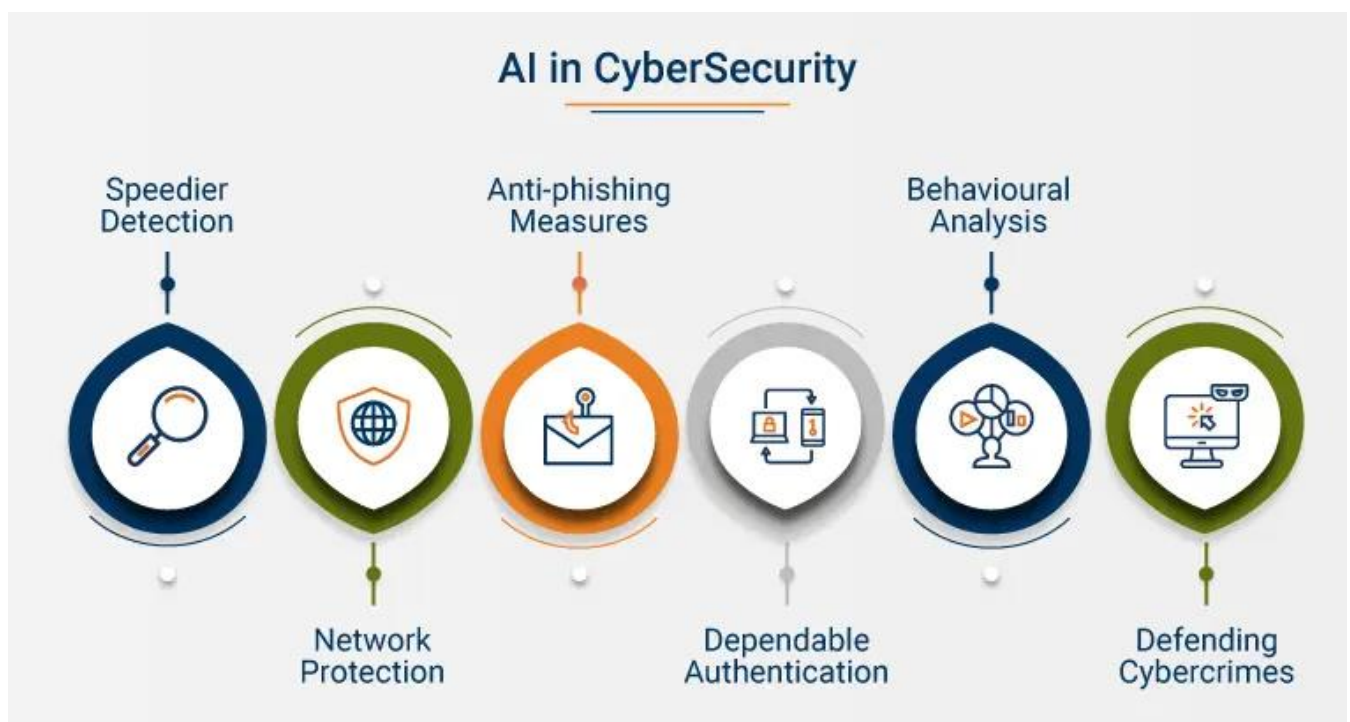 AI in CyberSecurity
Speedier
Detection
Anti-phishing
Measures
Behavioural
Analysis
Network
Protection
Dependable
Authentication
Defending
Cybercrimes